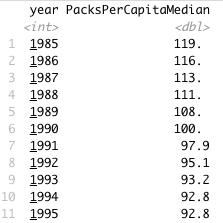 year PacksPerCapitaMedian
<int> <dbl>
1 1985 119.
2 1986 116.
3 1987 113.
4 1988 111.
5 1989 108.
6 1990 100.
7 1991 97.9
8 1992 95.1
9 1993 93.2
10 1994 92.8
11 1995 92.8